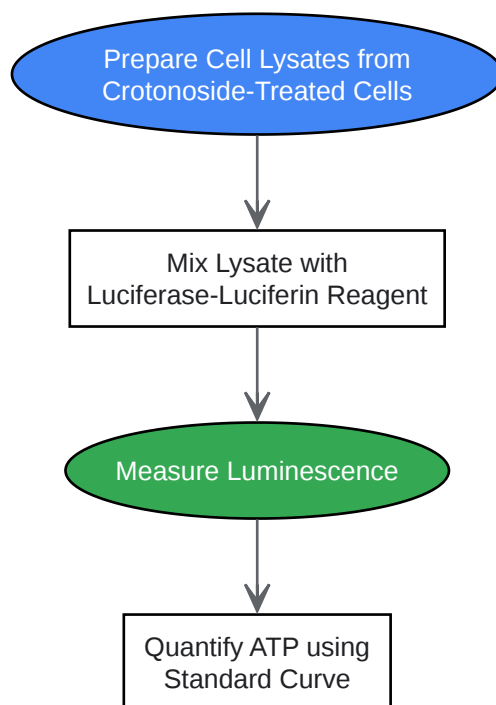 Prepare Cell Lysates from
Crotonoside-Treated Cells
Mix Lysate with
Luciferase-Luciferin Reagent
Measure Luminescence
Quantify ATP using
Standard Curve